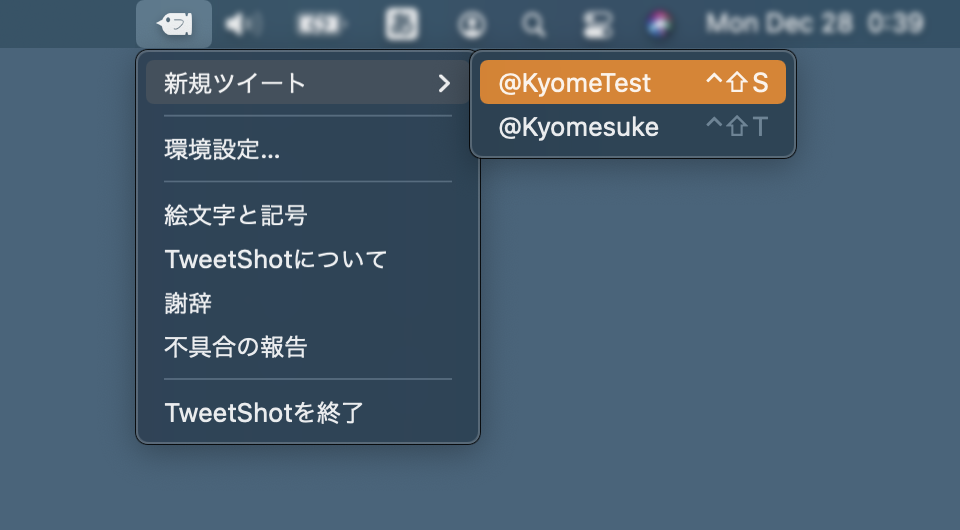 Mon Dec 28 0:39
新規ツイート
@KyomeTest ^⇧S
@Kyomesuke ^⇧T
環境設定...
絵文字と記号
TweetShotについて
謝辞
不具合の報告
TweetShotを終了